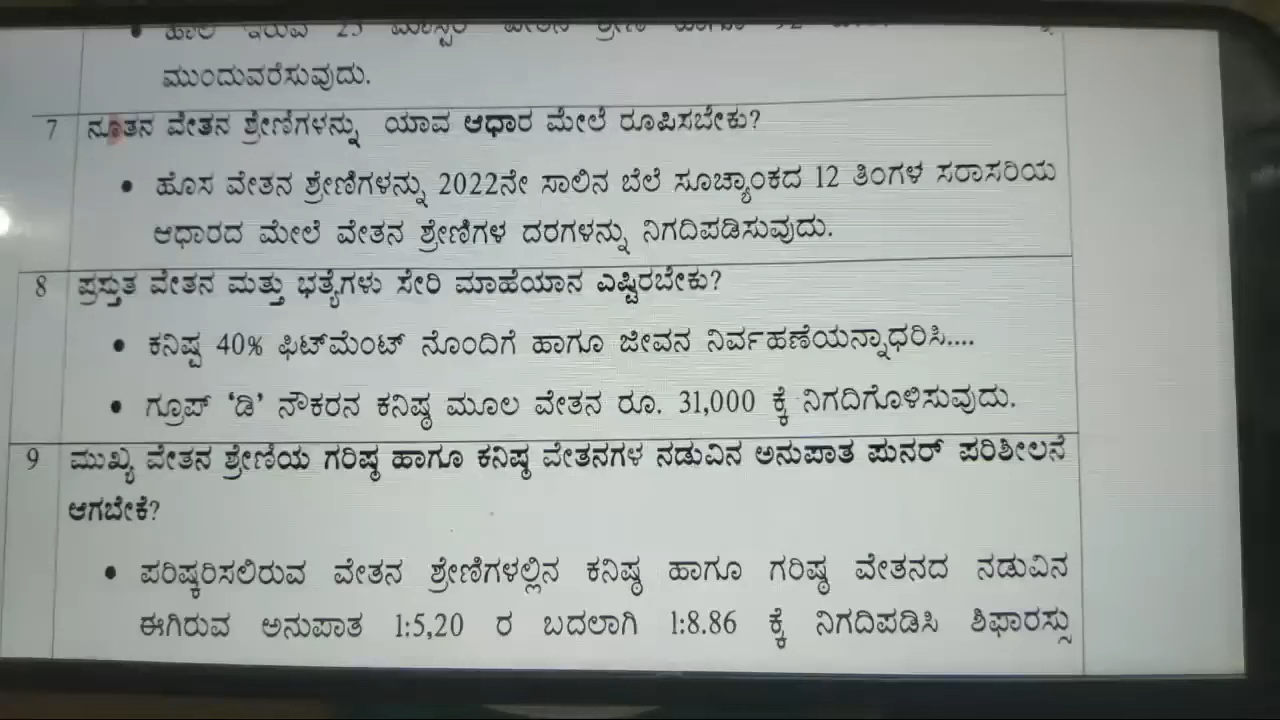 ಮುಂದುವರೆಸುವುದು.
7 ನೂತನ ವೇತನ ಶ್ರೇಣಿಗಳನ್ನು ಯಾವ ಆಧಾರ ಮೇಲೆ ರೂಪಿಸಬೇಕು?
• ಹೊಸ ವೇತನ ಶ್ರೇಣಿಗಳನ್ನು 2022ನೇ ಸಾಲಿನ ಬೆಲೆ ಸೂಚ್ಯಾಂಕದ 12 ತಿಂಗಳ ಸರಾಸರಿಯ
ಆಧಾರದ ಮೇಲೆ ವೇತನ ಶ್ರೇಣಿಗಳ ದರಗಳನ್ನು ನಿಗದಿಪಡಿಸುವುದು.
8 ಪ್ರಸ್ತುತ ವೇತನ ಮತ್ತು ಭತ್ಯೆಗಳು ಸೇರಿ ಮಾಹೆಯಾನ ಎಷ್ಟಿರಬೇಕು?
• ಕನಿಷ್ಟ 40% ಫಿಟ್‌ಮೆಂಟ್ ನೊಂದಿಗೆ ಹಾಗೂ ಜೀವನ ನಿರ್ವಹಣೆಯನ್ನಾಧರಿಸಿ....
• ಗ್ರೂಪ್ 'ಡಿ' ನೌಕರನ ಕನಿಷ್ಠ ಮೂಲ ವೇತನ ರೂ. 31,000 ಕ್ಕೆ ನಿಗದಿಗೊಳಿಸುವುದು.
9 ಮುಖ್ಯ ವೇತನ ಶ್ರೇಣಿಯ ಗರಿಷ್ಠ ಹಾಗೂ ಕನಿಷ್ಠ ವೇತನಗಳ ನಡುವಿನ ಅನುಪಾತ ಪುನರ್ ಪರಿಶೀಲನೆ
ಆಗಬೇಕೆ?
• ಪರಿಷ್ಕರಿಸಲಿರುವ ವೇತನ ಶ್ರೇಣಿಗಳಲ್ಲಿನ ಕನಿಷ್ಠ ಹಾಗೂ ಗರಿಷ್ಠ ವೇತನದ ನಡುವಿನ
ಈಗಿರುವ ಅನುಪಾತ 1:5,20 ರ ಬದಲಾಗಿ 1:8.86 ಕ್ಕೆ ನಿಗದಿಪಡಿಸಿ ಶಿಫಾರಸ್ಸು